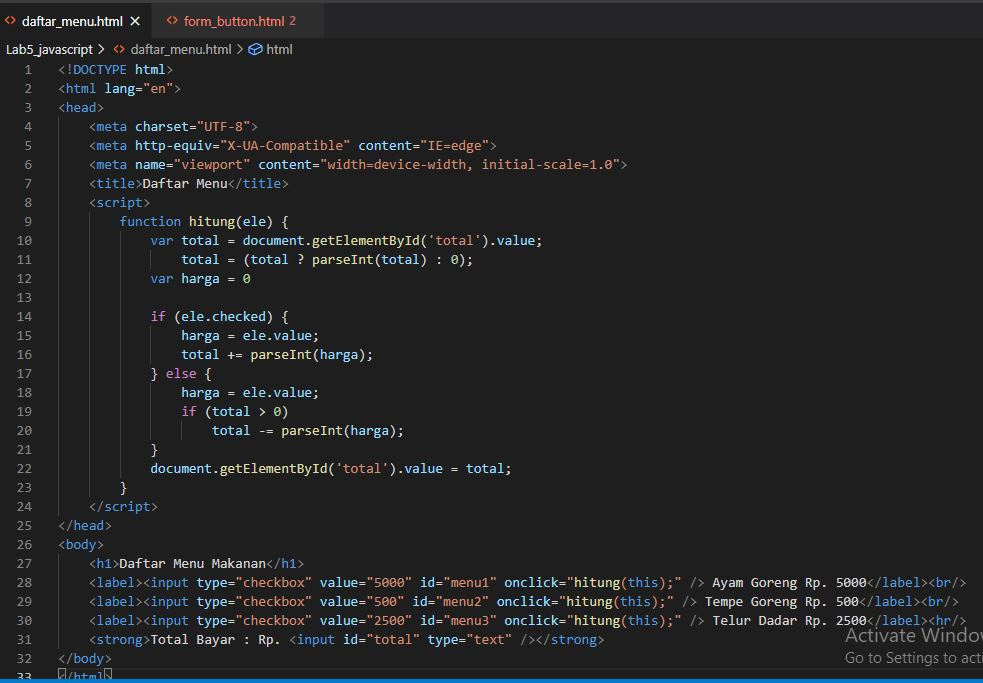 daftar_menu.html
form_button.html 2
Lab5_javascript > daftar_menu.html > html
1 <!DOCTYPE html>
2 <html lang="en">
3 <head>
4     <meta charset="UTF-8">
5     <meta http-equiv="X-UA-Compatible" content="IE=edge">
6     <meta name="viewport" content="width=device-width, initial-scale=1.0">
7     <title>Daftar Menu</title>
8     <script>
9         function hitung(ele) {
10             var total = document.getElementById('total').value;
11                 total = (total ? parseInt(total) : 0);
12             var harga = 0
13
14             if (ele.checked) {
15                 harga = ele.value;
16                 total += parseInt(harga);
17             } else {
18                 harga = ele.value;
19                 if (total > 0)
20                     total -= parseInt(harga);
21             }
22             document.getElementById('total').value = total;
23         }
24     </script>
25 </head>
26 <body>
27     <h1>Daftar Menu Makanan</h1>
28     <label><input type="checkbox" value="5000" id="menu1" onclick="hitung(this);" /> Ayam Goreng Rp. 5000</label><br/>
29     <label><input type="checkbox" value="500" id="menu2" onclick="hitung(this);" /> Tempe Goreng Rp. 500</label><br/>
30     <label><input type="checkbox" value="2500" id="menu3" onclick="hitung(this);" /> Telur Dadar Rp. 2500</label><hr/>
31     <strong>Total Bayar : Rp. <input id="total" type="text" /></strong>
32 </body>
33 </html>
Activate Windo
Go to Settings to acti